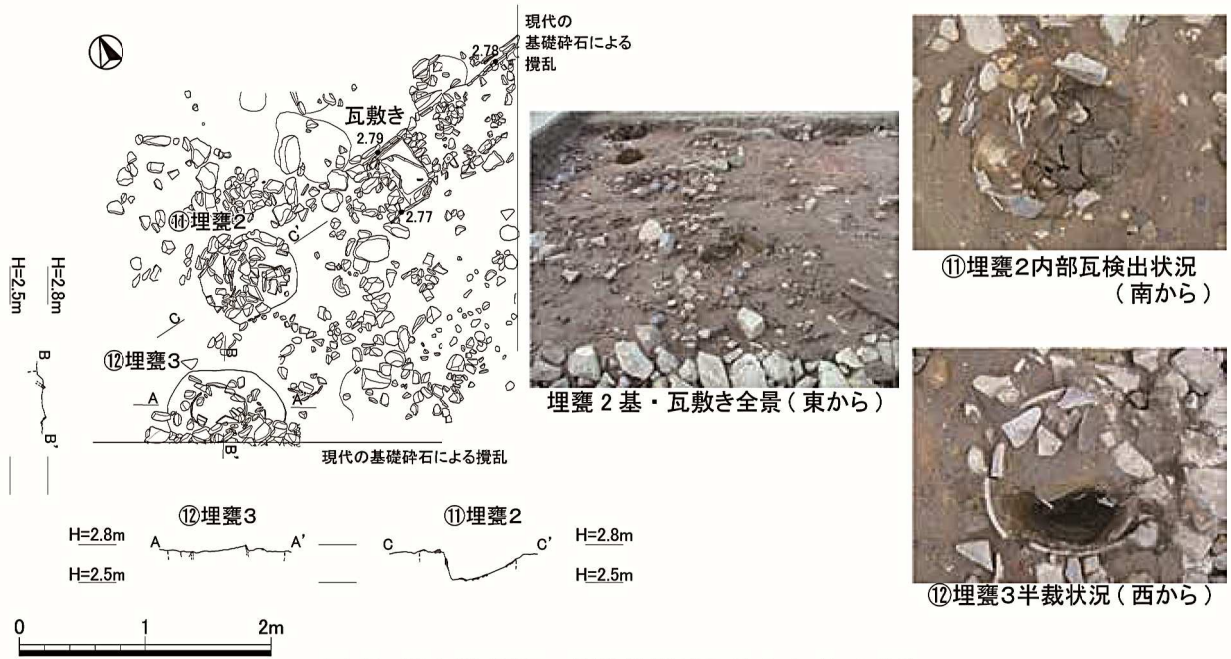 現代の
基礎砕石による
攪乱
2.78
瓦敷き
2.79
2.77
⑪埋甕2
C'
C
⑫埋甕3
B
A
A'
B'
現代の基礎砕石による攪乱
H=2.5m
H=2.8m
B
B'
⑫埋甕3
H=2.8m
A
A'
H=2.5m
⑪埋甕2
C
C'
H=2.8m
H=2.5m
0
1
2m
埋甕2基・瓦敷き全景(東から)
⑪埋甕2内部瓦検出状況
(南から)
⑫埋甕3半裁状況(西から)